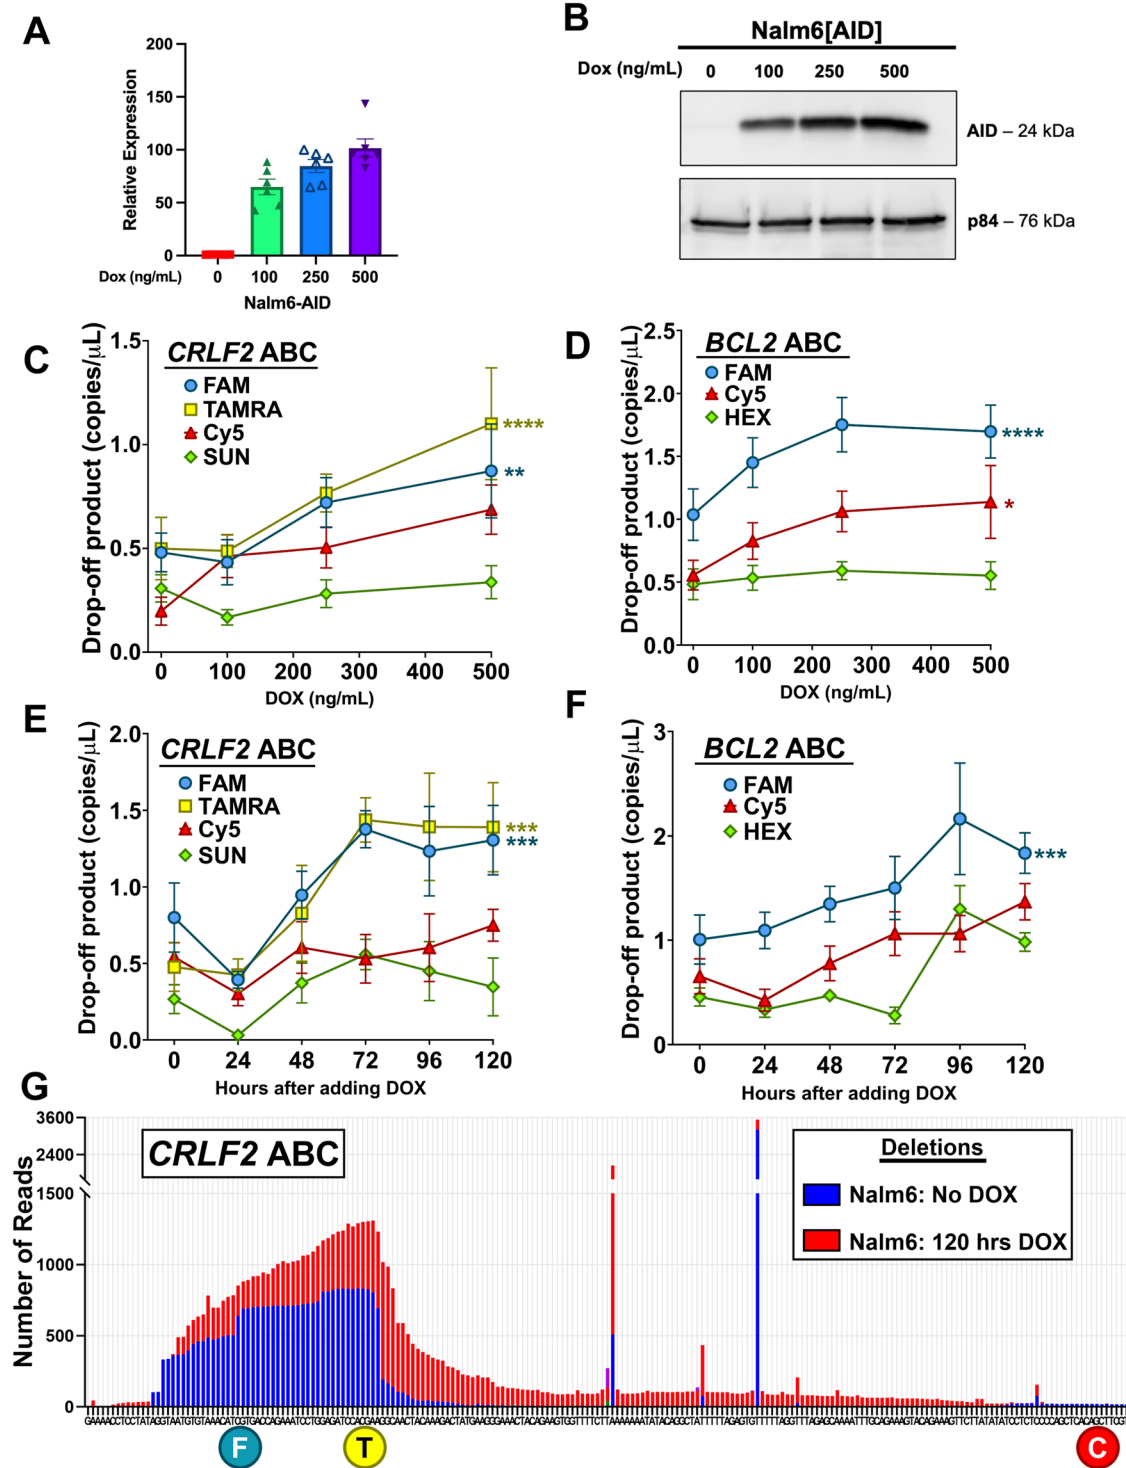 A
200
150
100
50
0
Relative Expression
Dox (ng/mL)
0 100 250 500
Nalm6-AID
B
Nalm6[AID]
Dox (ng/mL) 0 100 250 500
AID – 24 kDa
p84 – 76 kDa
C
CRLF2 ABC
FAM
TAMRA
Cy5
SUN
1.5
1.0
0.5
0.0
Drop-off product (copies/μL)
****
**
0 100 200 300 400 500
DOX (ng/mL)
D
BCL2 ABC
FAM
Cy5
HEX
2.5
2.0
1.5
1.0
0.5
0.0
Drop-off product (copies/μL)
****
*
0 100 200 300 400 500
DOX (ng/mL)
E
CRLF2 ABC
FAM
TAMRA
Cy5
SUN
2.0
1.5
1.0
0.5
0.0
Drop-off product (copies/μL)
***
***
0 24 48 72 96 120
Hours after adding DOX
F
BCL2 ABC
FAM
Cy5
HEX
3
2
1
0
Drop-off product (copies/μL)
***
0 24 48 72 96 120
Hours after adding DOX
G
CRLF2 ABC
3600
2400
1500
1000
500
0
Number of Reads
Deletions
Nalm6: No DOX
Nalm6: 120 hrs DOX
F T C